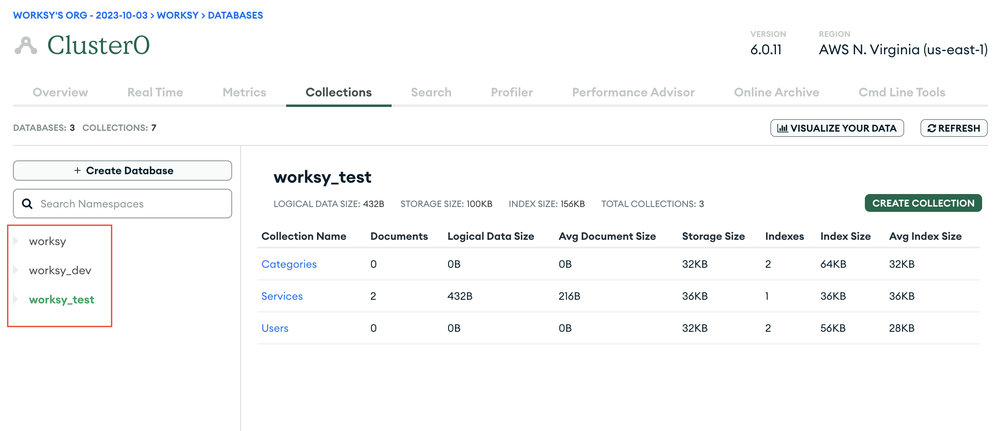 WORKSY'S ORG - 2023-10-03 > WORKSY > DATABASES
Cluster0
VERSION
6.0.11
REGION
AWS N. Virginia (us-east-1)
Overview Real Time Metrics Collections Search Profiler Performance Advisor Online Archive Cmd Line Tools
DATABASES: 3 COLLECTIONS: 7
VISUALIZE YOUR DATA
REFRESH
+ Create Database
Search Namespaces
worksy
worksy_dev
worksy_test
worksy_test
LOGICAL DATA SIZE: 432B STORAGE SIZE: 100KB INDEX SIZE: 156KB TOTAL COLLECTIONS: 3
CREATE COLLECTION
Collection Name Documents Logical Data Size Avg Document Size Storage Size Indexes Index Size Avg Index Size
Categories 0 0B 0B 32KB 2 64KB 32KB
Services 2 432B 216B 36KB 1 36KB 36KB
Users 0 0B 0B 32KB 2 56KB 28KB